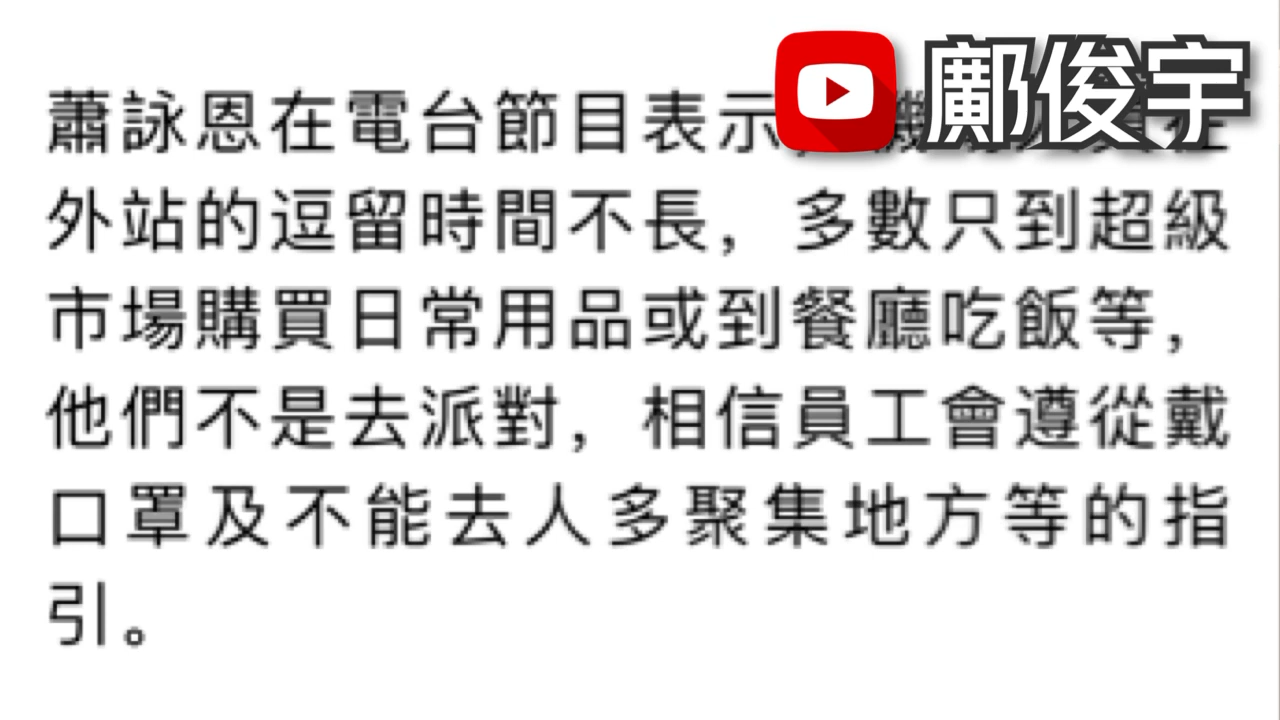 鄺俊宇
蕭詠恩在電台節目表示，
外站的逗留時間不長，多數只到超級
市場購買日常用品或到餐廳吃飯等，
他們不是去派對，相信員工會遵從戴
口罩及不能去人多聚集地方等的指
引。